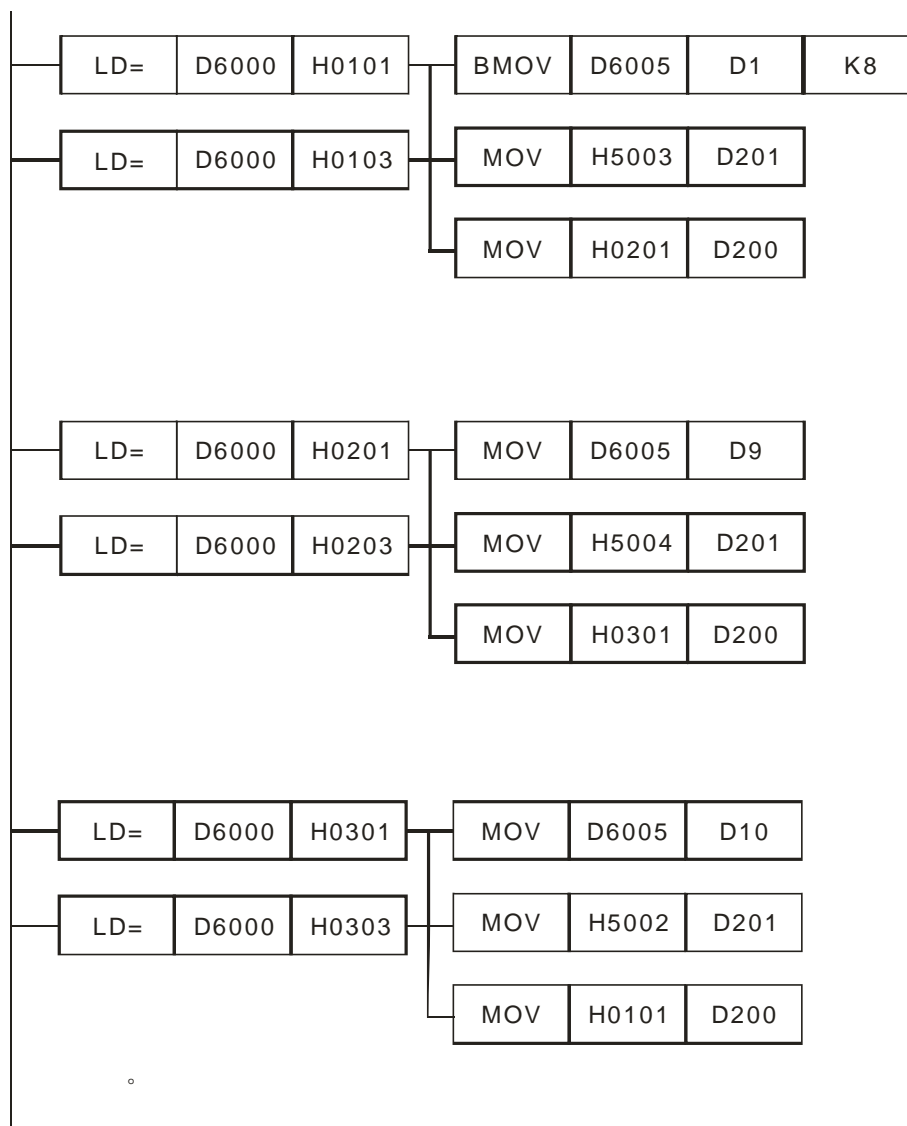 LD= D6000 H0101 BMOV D6005 D1 K8
LD= D6000 H0103 MOV H5003 D201
MOV H0201 D200
LD= D6000 H0201 MOV D6005 D9
LD= D6000 H0203 MOV H5004 D201
MOV H0301 D200
LD= D6000 H0301 MOV D6005 D10
LD= D6000 H0303 MOV H5002 D201
MOV H0101 D200
。